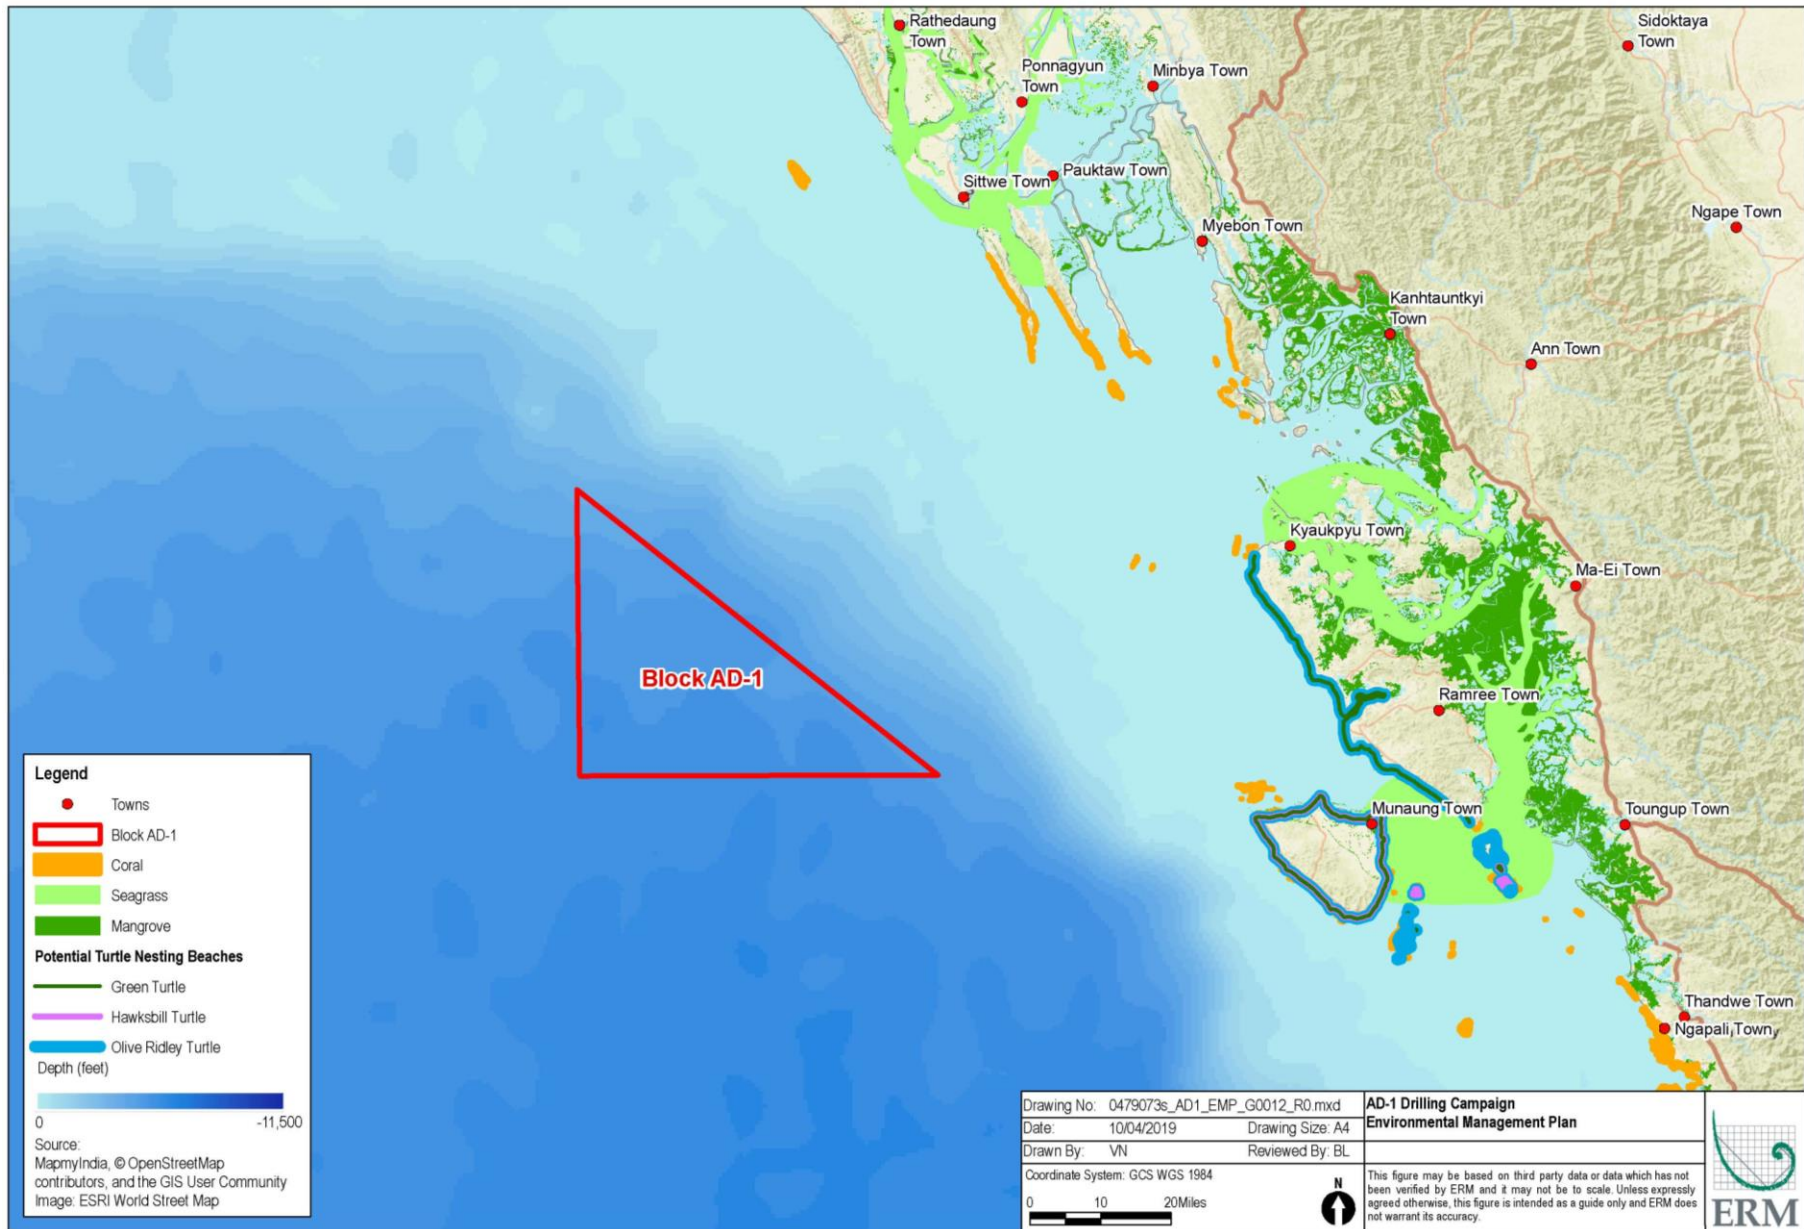 Rathedaung
Town
Sidoktaya
Town
Ponnagyun
Town
Minbya Town
Pauktaw Town
Sittwe Town
Ngape Town
Myebon Town
Kanhtauntkyi
Town
Ann Town
Kyaukpyu Town
Ma-Ei Town
Block AD-1
Ramree Town
Munaung Town
Toungup Town
Thandwe Town
Ngapali Town
Legend
Towns
Block AD-1
Coral
Seagrass
Mangrove
Potential Turtle Nesting Beaches
Green Turtle
Hawksbill Turtle
Olive Ridley Turtle
Depth (feet)
0 -11,500
Source:
MapmyIndia, © OpenStreetMap
contributors, and the GIS User Community
Image: ESRI World Street Map
Drawing No: 0479073s_AD1_EMP_G0012_R0.mxd
Date: 10/04/2019 Drawing Size: A4
Drawn By: VN Reviewed By: BL
Coordinate System: GCS WGS 1984
0 10 20Miles
N
AD-1 Drilling Campaign
Environmental Management Plan
This figure may be based on third party data or data which has not
been verified by ERM and it may not be to scale. Unless expressly
agreed otherwise, this figure is intended as a guide only and ERM does
not warrant its accuracy.
ERM